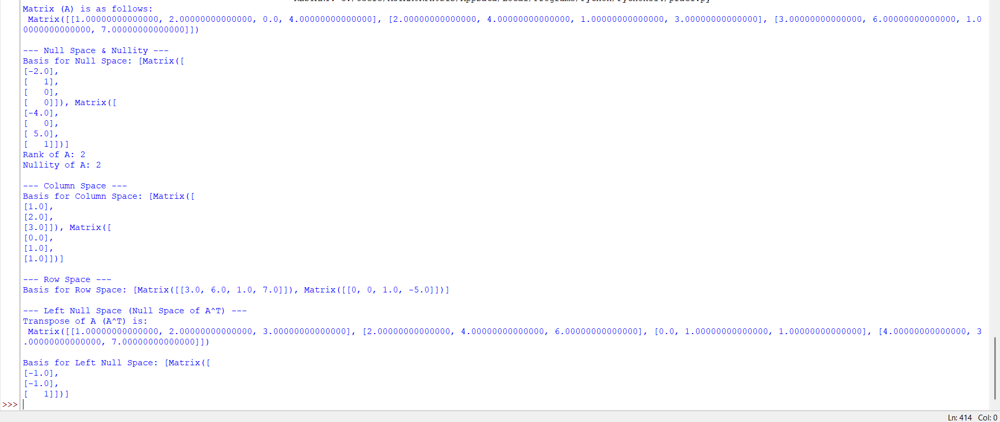 Matrix (A) is as follows:
 Matrix([[1.00000000000000, 2.00000000000000, 0.0, 4.00000000000000], [2.00000000000000, 4.00000000000000, 1.00000000000000, 3.00000000000000], [3.00000000000000, 6.00000000000000, 1.0
0000000000000, 7.00000000000000]])

--- Null Space & Nullity ---
Basis for Null Space: [Matrix([
[-2.0],
[   1],
[   0],
[   0]]), Matrix([
[-4.0],
[   0],
[ 5.0],
[   1]])]
Rank of A: 2
Nullity of A: 2

--- Column Space ---
Basis for Column Space: [Matrix([
[1.0],
[2.0],
[3.0]]), Matrix([
[0.0],
[1.0],
[1.0]])]

--- Row Space ---
Basis for Row Space: [Matrix([[3.0, 6.0, 1.0, 7.0]]), Matrix([[0, 0, 1.0, -5.0]])]

--- Left Null Space (Null Space of A^T) ---
Transpose of A (A^T) is:
 Matrix([[1.00000000000000, 2.00000000000000, 3.00000000000000], [2.00000000000000, 4.00000000000000, 6.00000000000000], [0.0, 1.00000000000000, 1.00000000000000], [4.00000000000000, 3
.00000000000000, 7.00000000000000]])

Basis for Left Null Space: [Matrix([
[-1.0],
[-1.0],
[   1]])]
>>>
Ln: 414 Col: 0